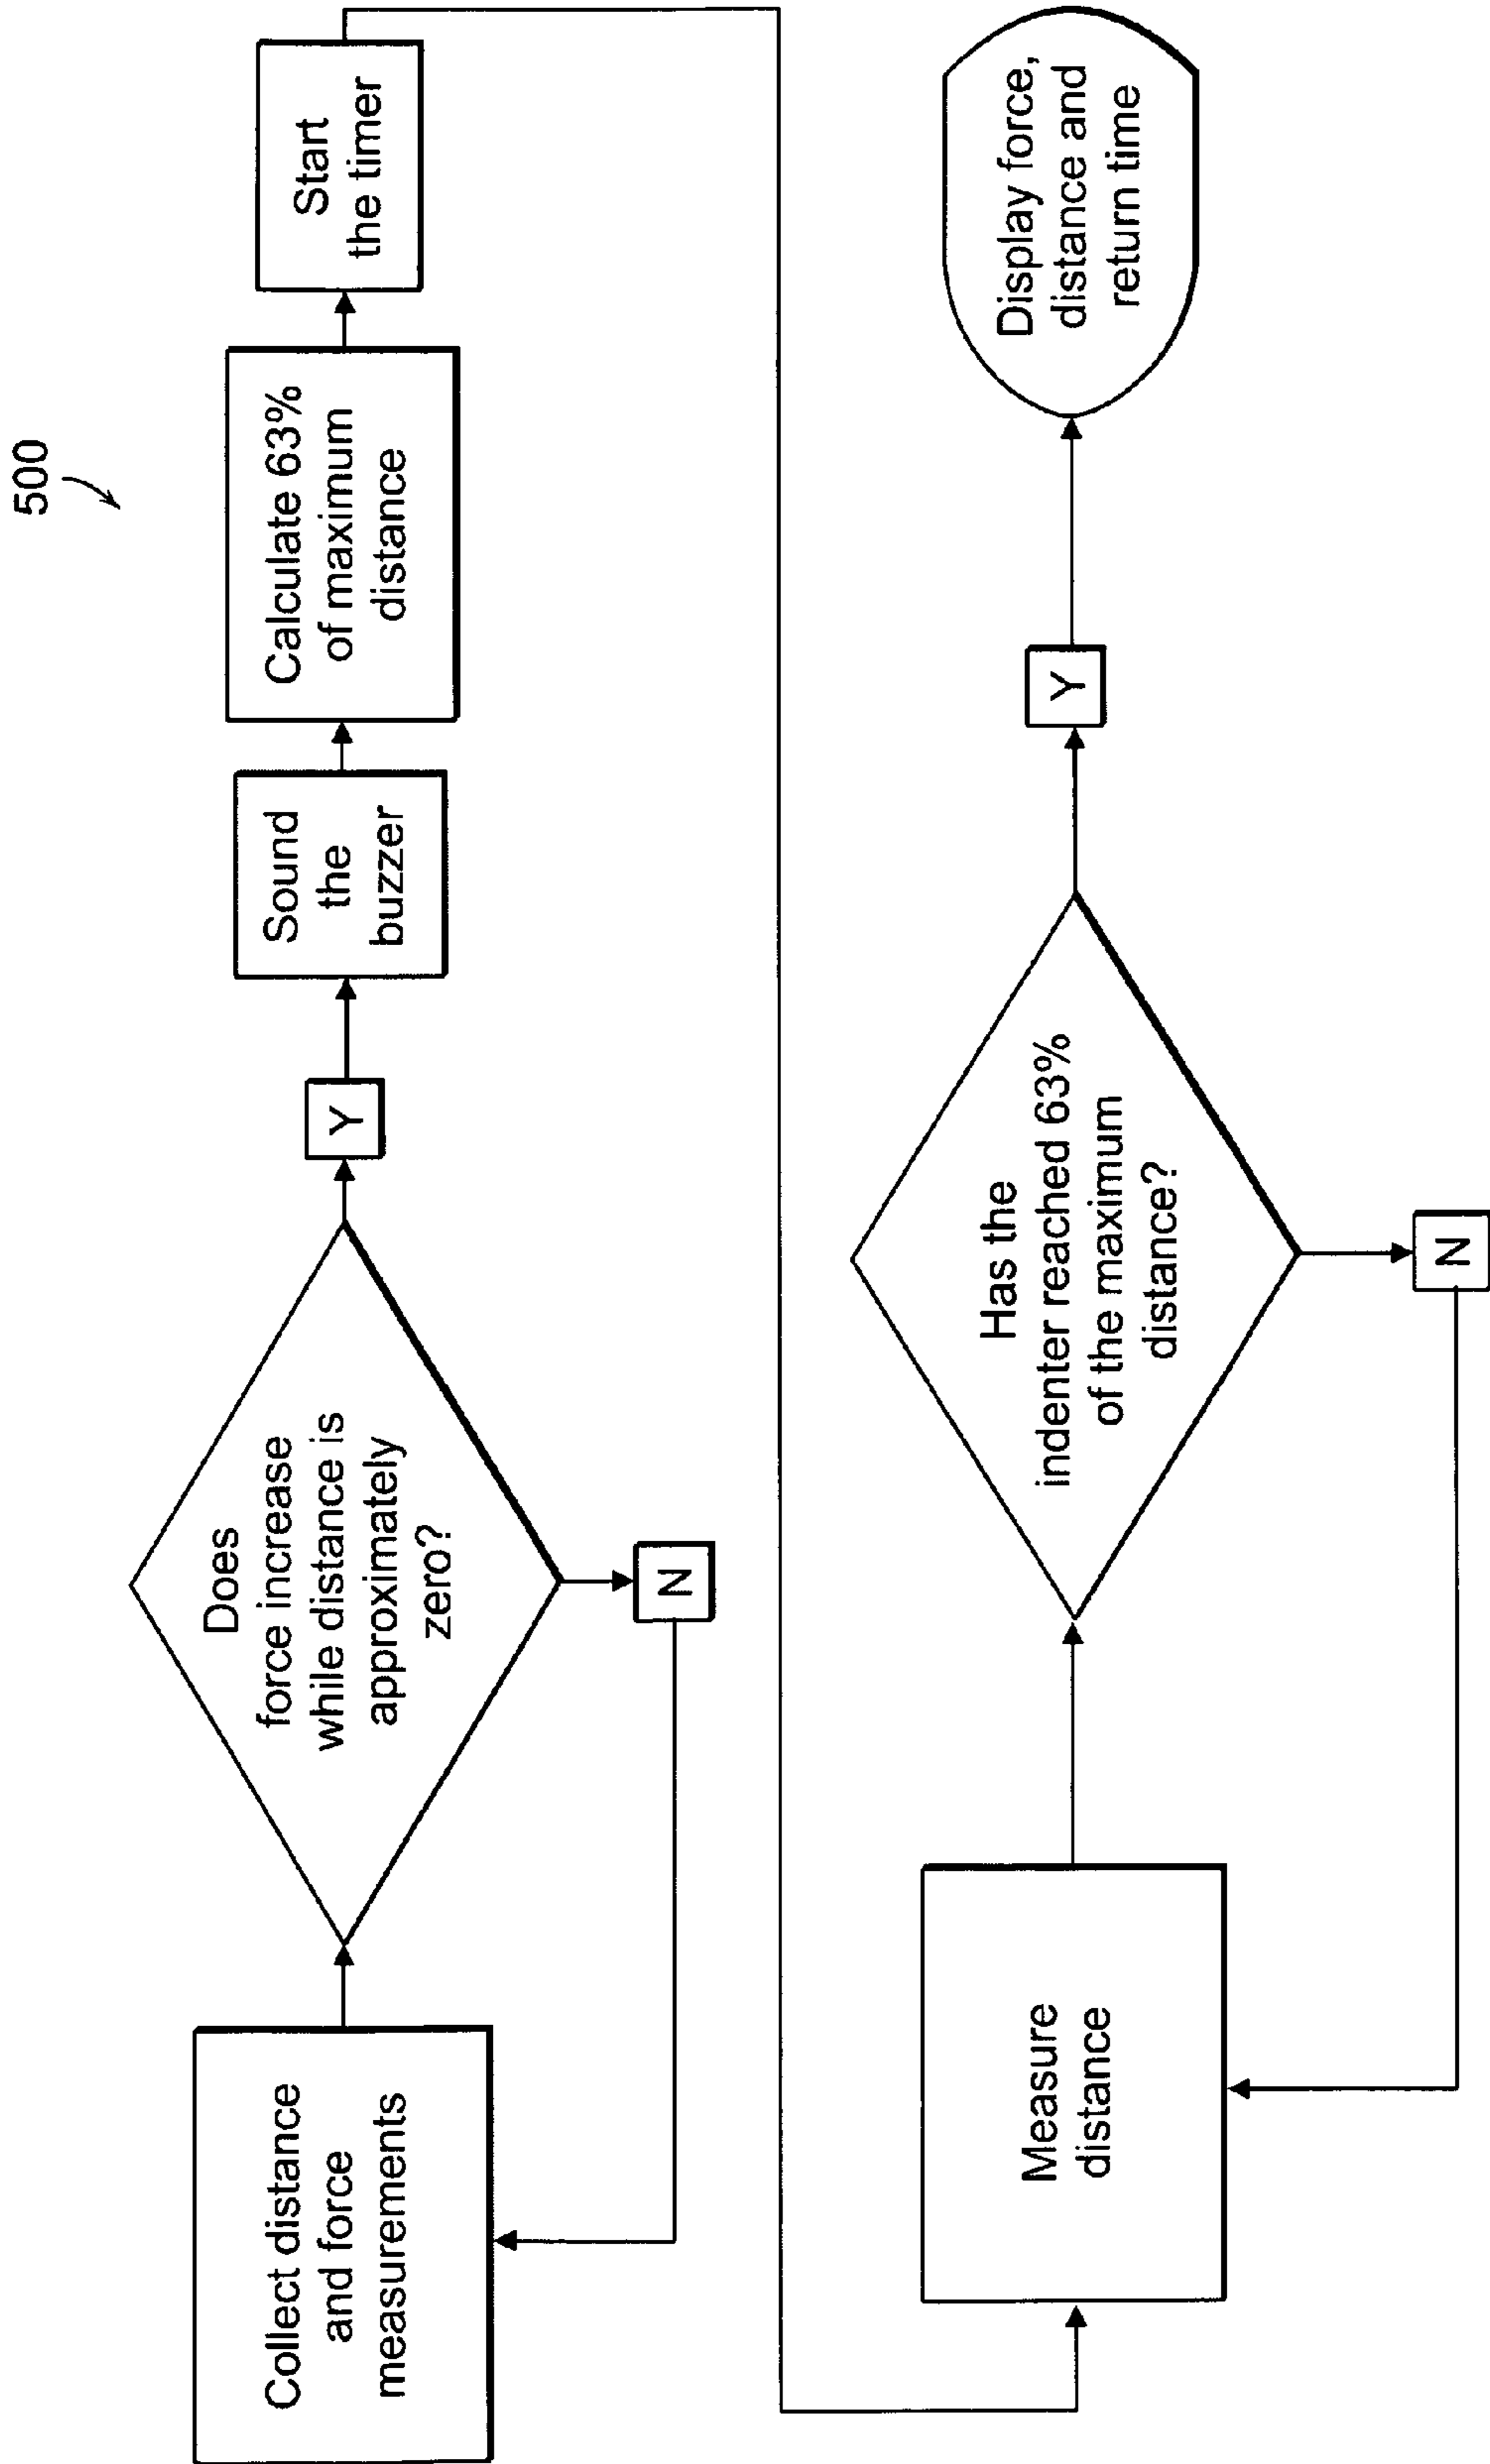 500
Collect distance
and force
measurements
Does
force increase
while distance is
approximately
zero?
N
Y
Sound
the
buzzer
Calculate 63%
of maximum
distance
Start
the timer
Measure
distance
Has the
indenter reached 63%
of the maximum
distance?
N
Y
Display force,
distance and
return time